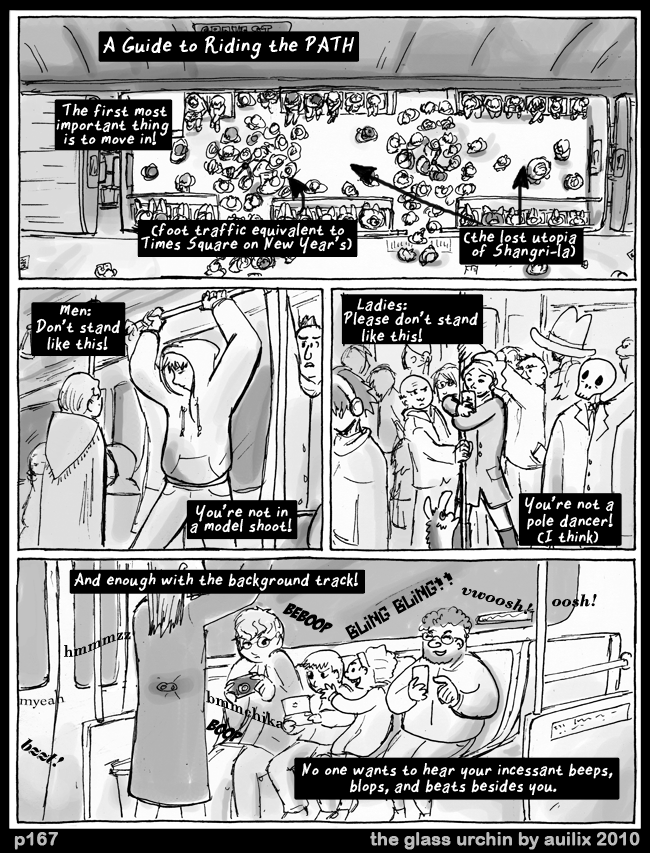 A Guide to Riding the PATH
The first most
important thing
is to move in!
(foot traffic equivalent to
Times Square on New Year's)
(the lost utopia
of Shangri-la)
Men:
Don't stand
like this!
You're not in
a model shoot!
Ladies:
Please don't stand
like this!
You're not a
pole dancer!
(I think)
And enough with the background track!
hmmmzz
myeah
bzzt!
BEBOOP
BLING BLING!!
vwoosh!
oosh!
bmmchika
BOOP
No one wants to hear your incessant beeps,
blops, and beats besides you.
p167
the glass urchin by auilix 2010